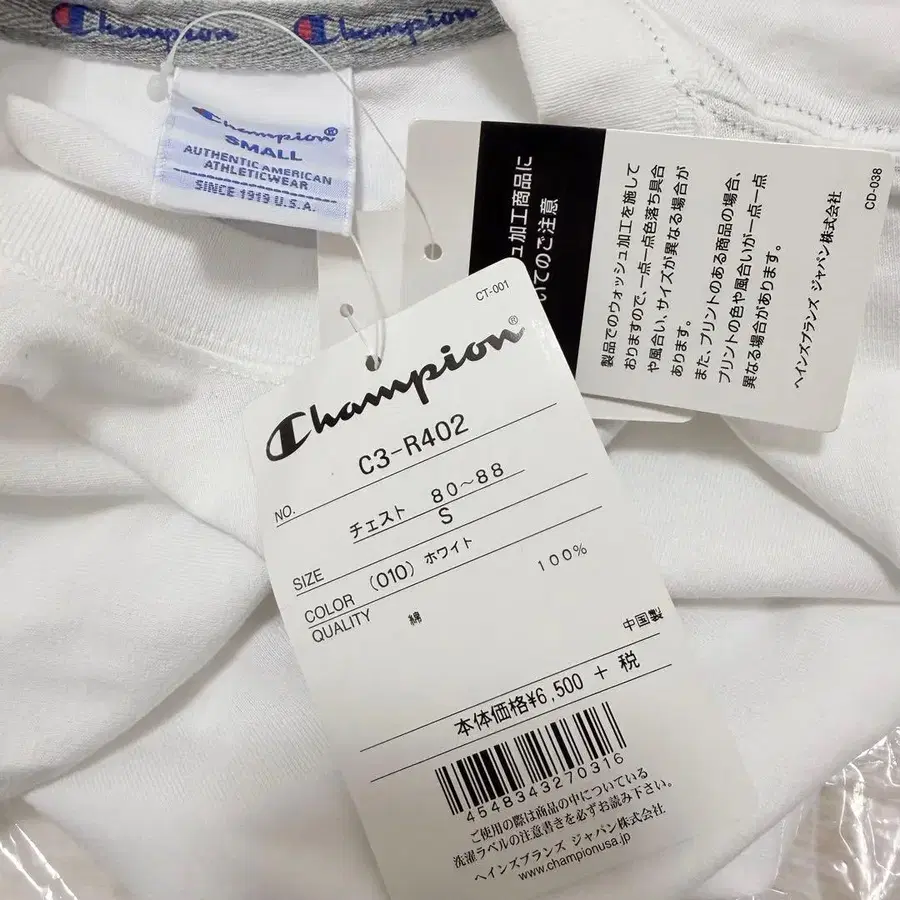 Champion
Champion
Champion®
SMALL
AUTHENTIC AMERICAN
ATHLETICWEAR
SINCE 1919 U.S.A.
加工商品に
いてのご注意
製品でのウォッシュ加工を施して
おりますので、一点一点色落ち具合
や風合い、サイズが異なる場合が
あります。
また、プリントのある商品の場合、
プリントの色や風合いが一点一点
異なる場合があります。
ヘインズブランズ ジャパン株式会社
CD-038
CT-001
Champion®
NO. C3-R402
チェスト 80~88
SIZE S
COLOR (010) ホワイト
QUALITY 綿 100%
中国製
本体価格¥6,500 + 税
4548343270316
ご使用の際は商品の中についている
洗濯ラベルの注意書きを必ずお読み下さい。
ヘインズブランズ ジャパン株式会社
www.championusa.jp